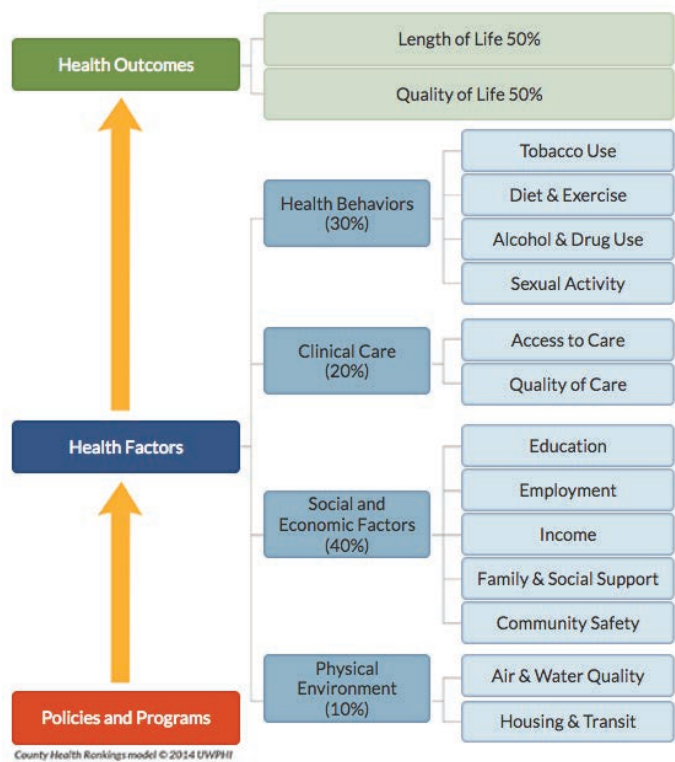 Health Outcomes
Length of Life 50%
Quality of Life 50%
Health Behaviors
(30%)
Tobacco Use
Diet & Exercise
Alcohol & Drug Use
Sexual Activity
Clinical Care
(20%)
Access to Care
Quality of Care
Health Factors
Social and
Economic Factors
(40%)
Education
Employment
Income
Family & Social Support
Community Safety
Physical
Environment
(10%)
Air & Water Quality
Housing & Transit
Policies and Programs
County Health Rankings model © 2014 UWPHI